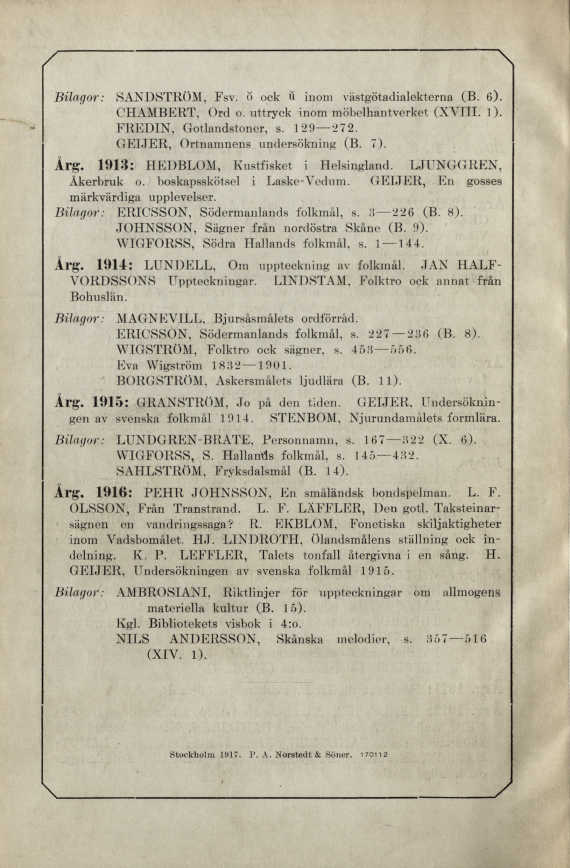 Bilagor: SANDSTRÖM, Fsv. ö ock ŭ inom västgötadialekterna (B. 6).
CHAMBERT, Ord o. uttryck inom möbelhantverket (XVIII. 1).
FREDIN, Gotlandstoner, s. 129—272.
GEIJER, Ortnamnens undersökning (B. 7).
Årg. 1913: HEDBLOM, Kustfisket i Helsingland. LJUNGGREN,
Åkerbruk o. boskapsskötsel i Laske-Vedum. GEIJER, En gosses
märkvärdiga upplevelser.
Bilagor: ERICSSON, Södermanlands folkmål, s. 3—226 (B. 8).
JOHNSSON, Sägner från nordöstra Skåne (B. 9).
WIGFORSS, Södra Hallands folkmål, s. 1—144.
Årg. 1914: LUNDELL, Om uppteckning av folkmål. JAN HALF-
VORDSSONS Uppteckningar. LINDSTAM, Folktro ock annat från
Bohuslän.
Bilagor: MAGNEVILL, Bjursåsmålets ordförråd.
ERICSSON, Södermanlands folkmål, s. 227—236 (B. 8).
WIGSTRÖM, Folktro ock sägner, s. 453—556.
Eva Wigström 1832—1901.
BORGSTRÖM, Askersmålets ljudlära (B. 11).
Årg. 1915: GRANSTRÖM, Jo på den tiden. GEIJER, Undersöknin-
gen av svenska folkmål 1914. STENBOM, Njurundamålets formlära.
Bilagor: LUNDGREN-BRATE, Personnamn, s. 167—322 (X. 6).
WIGFORSS, S. Hallands folkmål, s. 145—432.
SAHLSTRÖM, Fryksdalsmål (B. 14).
Årg. 1916: PEHR JOHNSSON, En småländsk bondspelman. L. F.
OLSSON, Från Transtrand. L. F. LÄFFLER, Den gotl. Taksteinar-
sägnen en vandringssaga? R. EKBLOM, Fonetiska skiljaktigheter
inom Vadsbomålet. HJ. LINDROTH, Ölandsmålens ställning ock in-
delning. K. P. LEFFLER, Talets tonfall återgivna i en sång. H.
GEIJER, Undersökningen av svenska folkmål 1915.
Bilagor: AMBROSIANI, Riktlinjer för uppteckningar om allmogens
materiella kultur (B. 15).
Kgl. Bibliotekets visbok i 4:o.
NILS ANDERSSON, Skånska melodier, s. 357—516
(XIV. 1).
Stockholm 1917. P. A. Norstedt & Söner. 170112